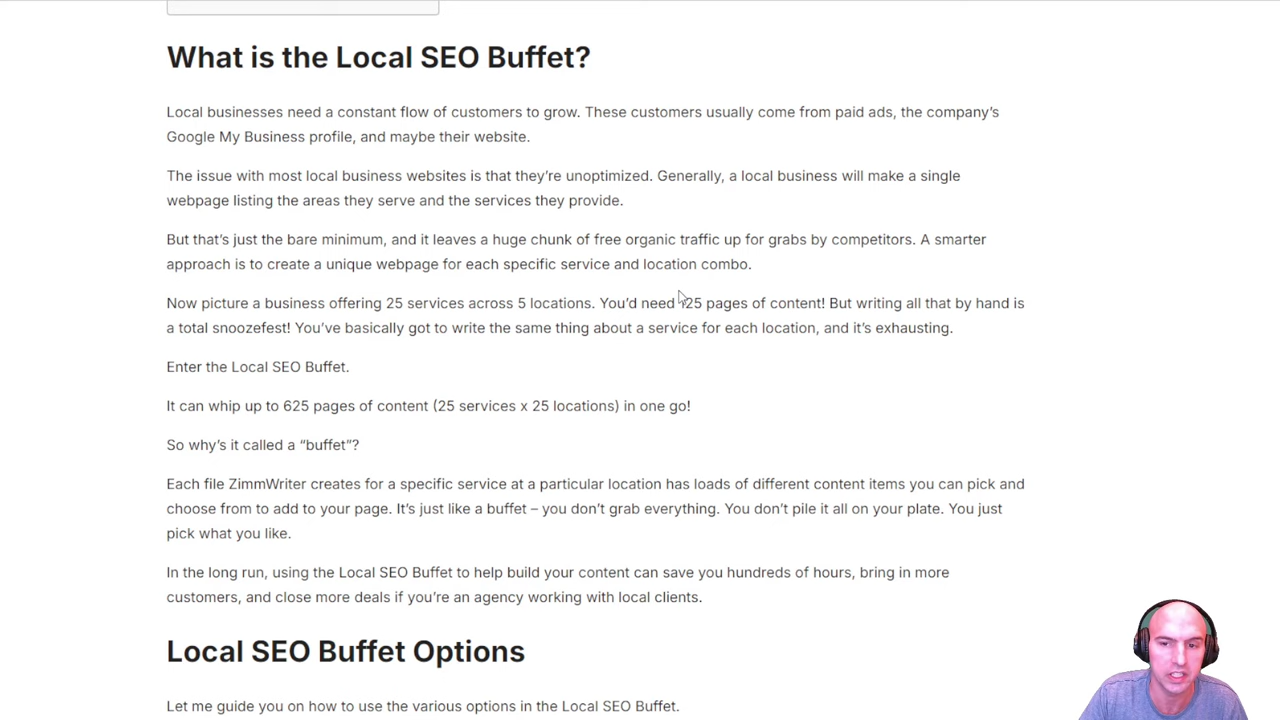 What is the Local SEO Buffet?
Local businesses need a constant flow of customers to grow. These customers usually come from paid ads, the company’s
Google My Business profile, and maybe their website.
The issue with most local business websites is that they’re unoptimized. Generally, a local business will make a single
webpage listing the areas they serve and the services they provide.
But that’s just the bare minimum, and it leaves a huge chunk of free organic traffic up for grabs by competitors. A smarter
approach is to create a unique webpage for each specific service and location combo.
Now picture a business offering 25 services across 5 locations. You’d need pages of content! But writing all that by hand is
a total snoozefest! You’ve basically got to write the same thing about a service for each location, and it’s exhausting.
Enter the Local SEO Buffet.
It can whip up to 625 pages of content (25 services x 25 locations) in one go!
So why’s it called a “buffet”?
Each file ZimmWriter creates for a specific service at a particular location has loads of different content items you can pick and
choose from to add to your page. It’s just like a buffet – you don’t grab everything. You don’t pile it all on your plate. You just
pick what you like.
In the long run, using the Local SEO Buffet to help build your content can save you hundreds of hours, bring in more
customers, and close more deals if you’re an agency working with local clients.
Local SEO Buffet Options
Let me guide you on how to use the various options in the Local SEO Buffet.